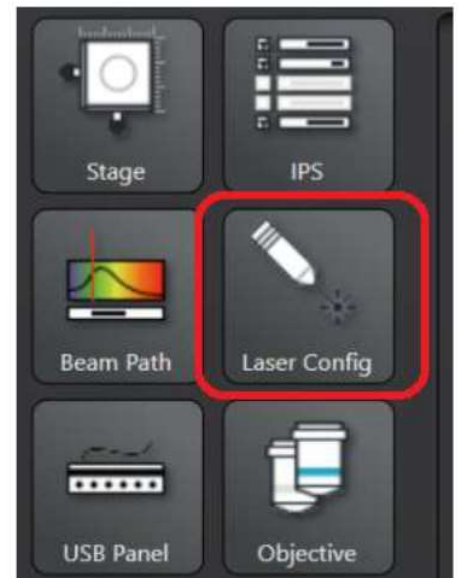 Stage
IPS
Beam Path
Laser Config
USB Panel
Objective